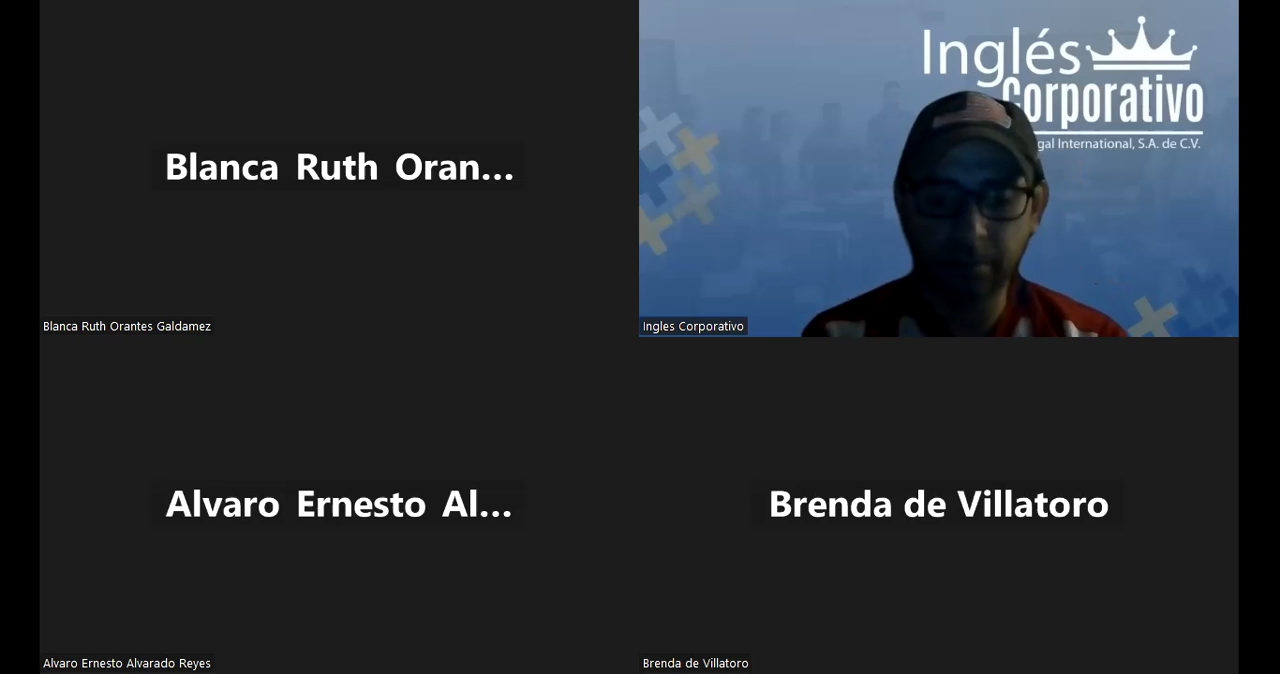 Blanca Ruth Oran...
Blanca Ruth Orantes Galdamez
Inglés
Corporativo
gal International, S.A. de C.V.
Ingles Corporativo
Alvaro Ernesto Al...
Alvaro Ernesto Alvarado Reyes
Brenda de Villatoro
Brenda de Villatoro